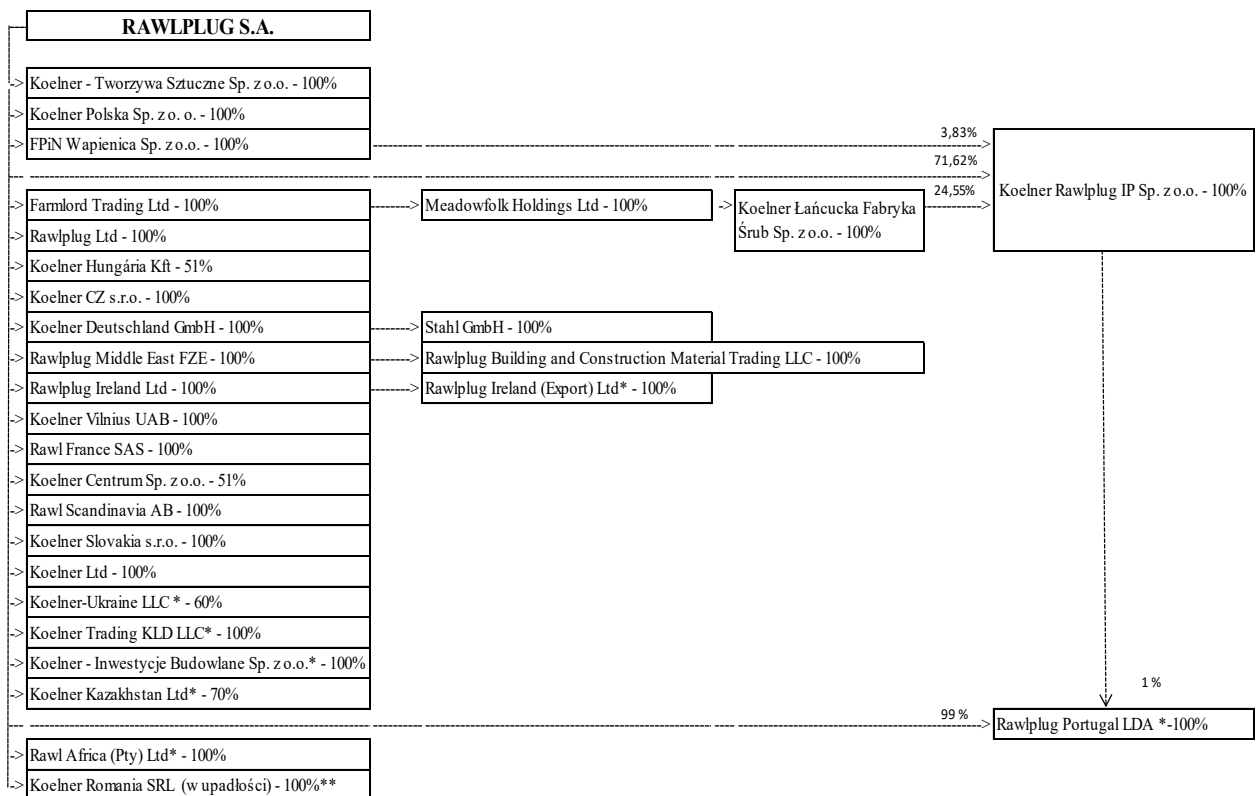 RAWLPLUG S.A.
-> Koelner - Tworzywa Sztuczne Sp. z o.o. - 100%
-> Koelner Polska Sp. z o. o. - 100%
3,83%
-> FPiN Wapienica Sp. z o.o. - 100% ->
71,62%
->
Koelner Rawlplug IP Sp. z o.o. - 100%
24,55%
-> Farmlord Trading Ltd - 100% -> Meadowfolk Holdings Ltd - 100% -> Koelner Łańcucka Fabryka
Śrub Sp. z o.o. - 100% ->
-> Rawlplug Ltd - 100%
-> Koelner Hungária Kft - 51%
-> Koelner CZ s.r.o. - 100%
-> Koelner Deutschland GmbH - 100% -> Stahl GmbH - 100%
-> Rawlplug Middle East FZE - 100% -> Rawlplug Building and Construction Material Trading LLC - 100%
-> Rawlplug Ireland Ltd - 100% -> Rawlplug Ireland (Export) Ltd* - 100%
-> Koelner Vilnius UAB - 100%
-> Rawl France SAS - 100%
-> Koelner Centrum Sp. z o.o. - 51%
-> Rawl Scandinavia AB - 100%
-> Koelner Slovakia s.r.o. - 100%
-> Koelner Ltd - 100%
-> Koelner-Ukraine LLC * - 60%
-> Koelner Trading KLD LLC* - 100%
-> Koelner - Inwestycje Budowlane Sp. z o.o.* - 100%
-> Koelner Kazakhstan Ltd* - 70%
1 %
99 %
-> Rawlplug Portugal LDA *-100%
-> Rawl Africa (Pty) Ltd* - 100%
-> Koelner Romania SRL (w upadłości) - 100%**